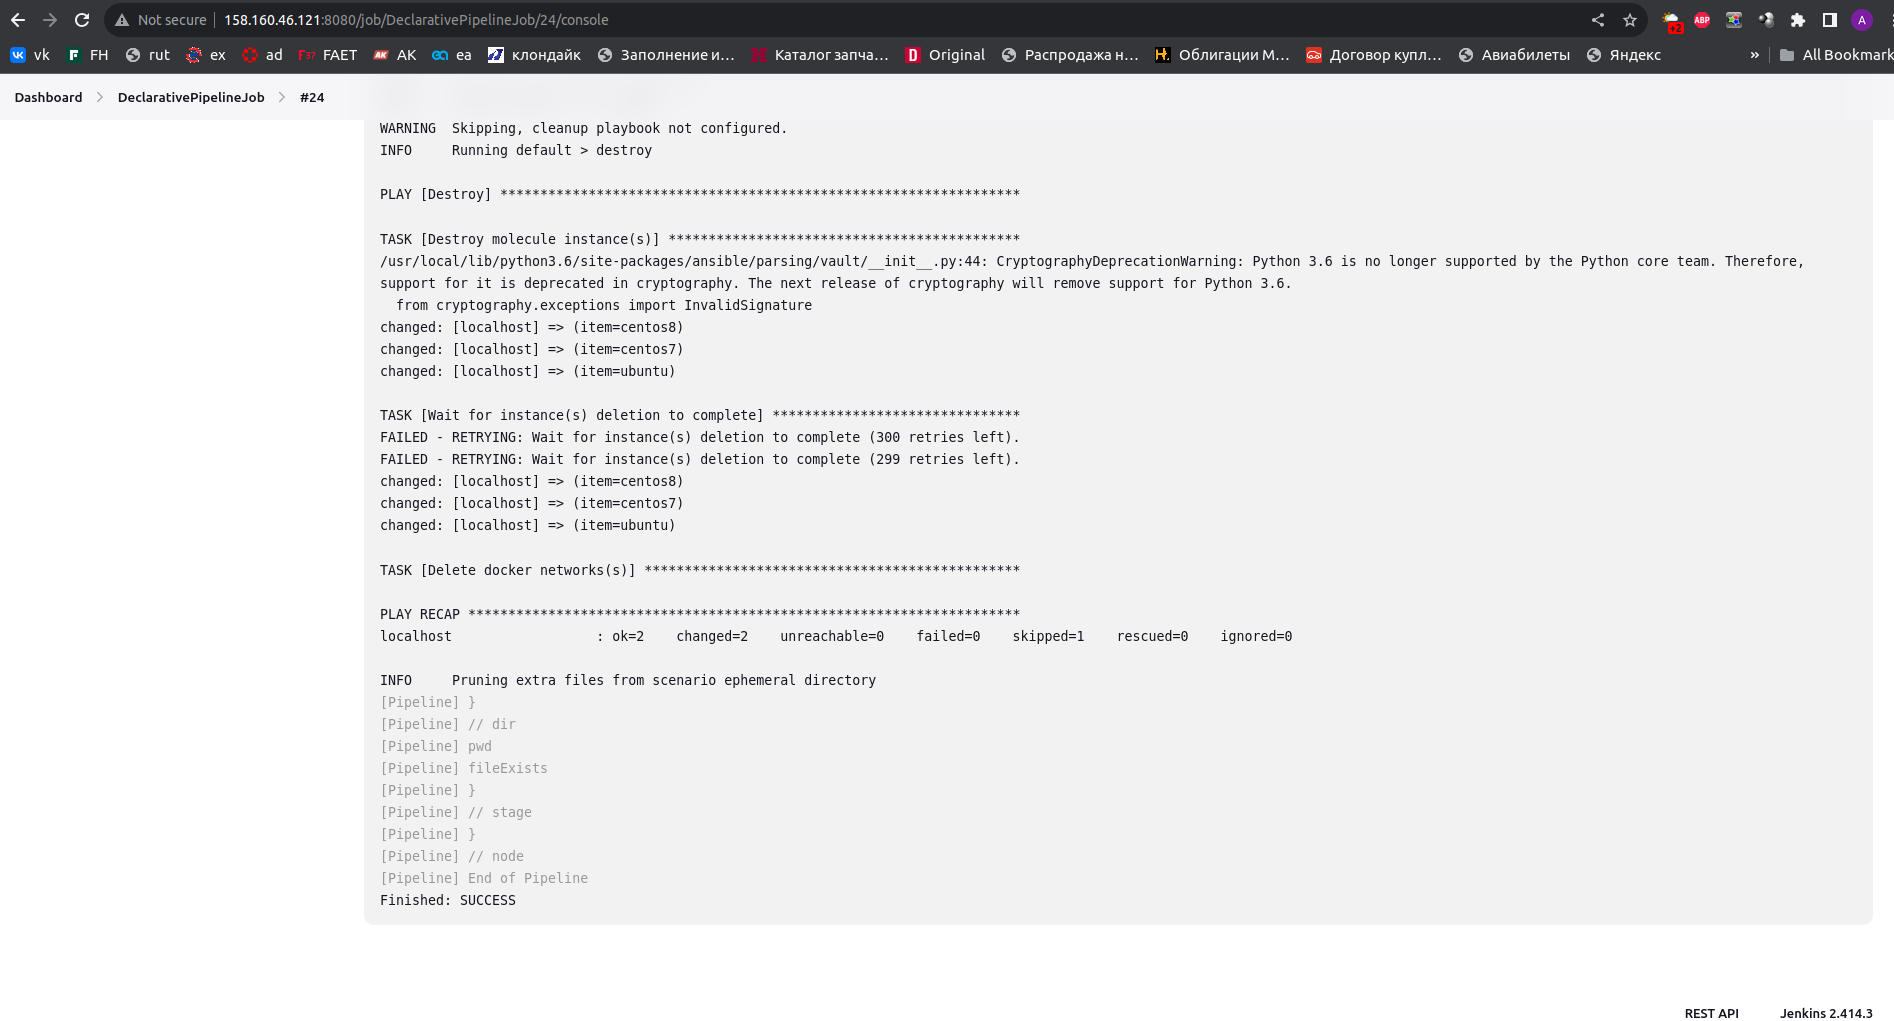 Not secure 158.160.46.121:8080/job/DeclarativePipelineJob/24/console
+2 ABP A
vk FH rut ex ad FAET AK ea клондайк Заполнение и... Каталог запча... Original Распродажа н... Облигации М... Договор купл... Авиабилеты Яндекс » All Bookmark
Dashboard DeclarativePipelineJob #24
WARNING Skipping, cleanup playbook not configured.
INFO Running default > destroy
PLAY [Destroy] *****************************************************************
TASK [Destroy molecule instance(s)] ********************************************
/usr/local/lib/python3.6/site-packages/ansible/parsing/vault/__init__.py:44: CryptographyDeprecationWarning: Python 3.6 is no longer supported by the Python core team. Therefore,
support for it is deprecated in cryptography. The next release of cryptography will remove support for Python 3.6.
from cryptography.exceptions import InvalidSignature
changed: [localhost] => (item=centos8)
changed: [localhost] => (item=centos7)
changed: [localhost] => (item=ubuntu)
TASK [Wait for instance(s) deletion to complete] *******************************
FAILED - RETRYING: Wait for instance(s) deletion to complete (300 retries left).
FAILED - RETRYING: Wait for instance(s) deletion to complete (299 retries left).
changed: [localhost] => (item=centos8)
changed: [localhost] => (item=centos7)
changed: [localhost] => (item=ubuntu)
TASK [Delete docker networks(s)] ***********************************************
PLAY RECAP *********************************************************************
localhost : ok=2 changed=2 unreachable=0 failed=0 skipped=1 rescued=0 ignored=0
INFO Pruning extra files from scenario ephemeral directory
[Pipeline] }
[Pipeline] // dir
[Pipeline] pwd
[Pipeline] fileExists
[Pipeline] }
[Pipeline] // stage
[Pipeline] }
[Pipeline] // node
[Pipeline] End of Pipeline
Finished: SUCCESS
REST API Jenkins 2.414.3